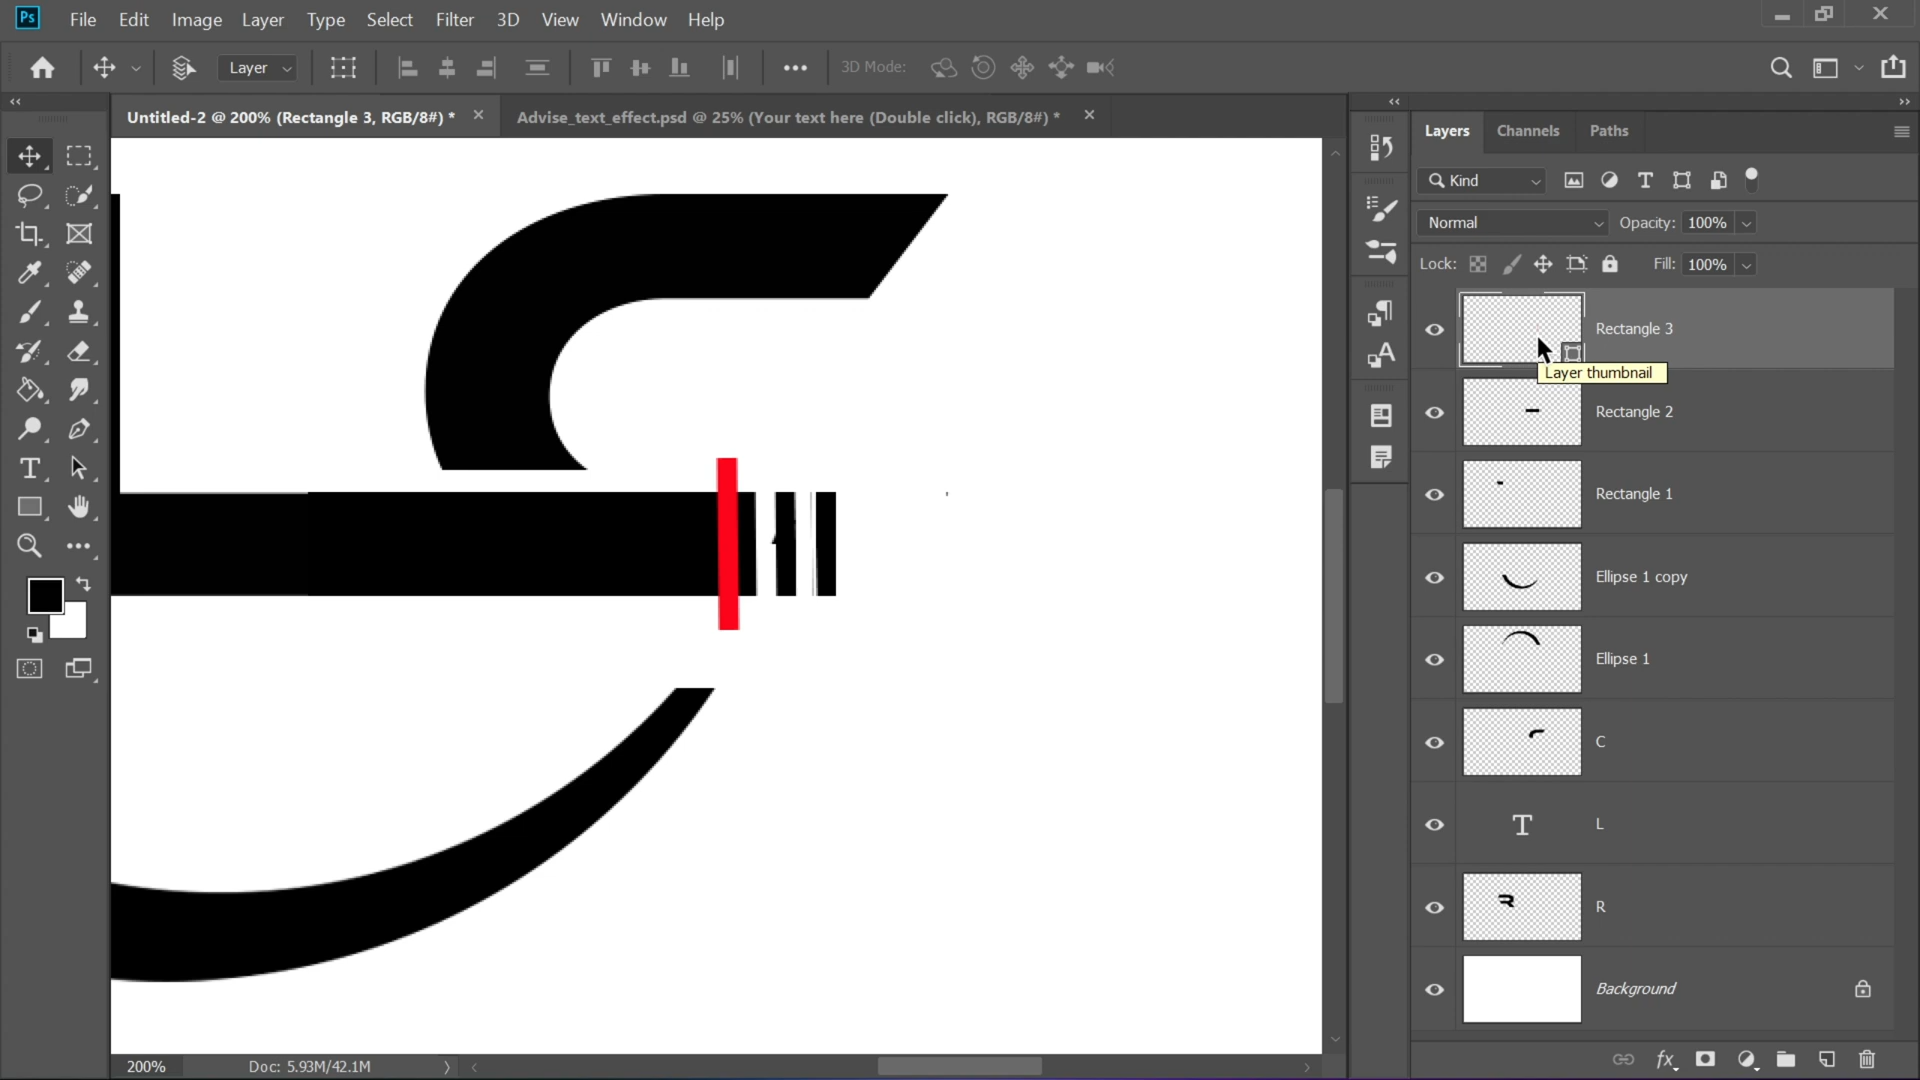 Ps File Edit Image Layer Type Select Filter 3D View Window Help
Layer 3D Mode:
Untitled-2 @ 200% (Rectangle 3, RGB/8#) * Advise_text_effect.psd @ 25% (Your text here (Double click), RGB/8#) *
Layers Channels Paths
Kind
Normal Opacity: 100%
Lock: Fill: 100%
Rectangle 3
Layer thumbnail
Rectangle 2
Rectangle 1
Ellipse 1 copy
Ellipse 1
C
L
R
Background
200% Doc: 5.93M/42.1M
fx